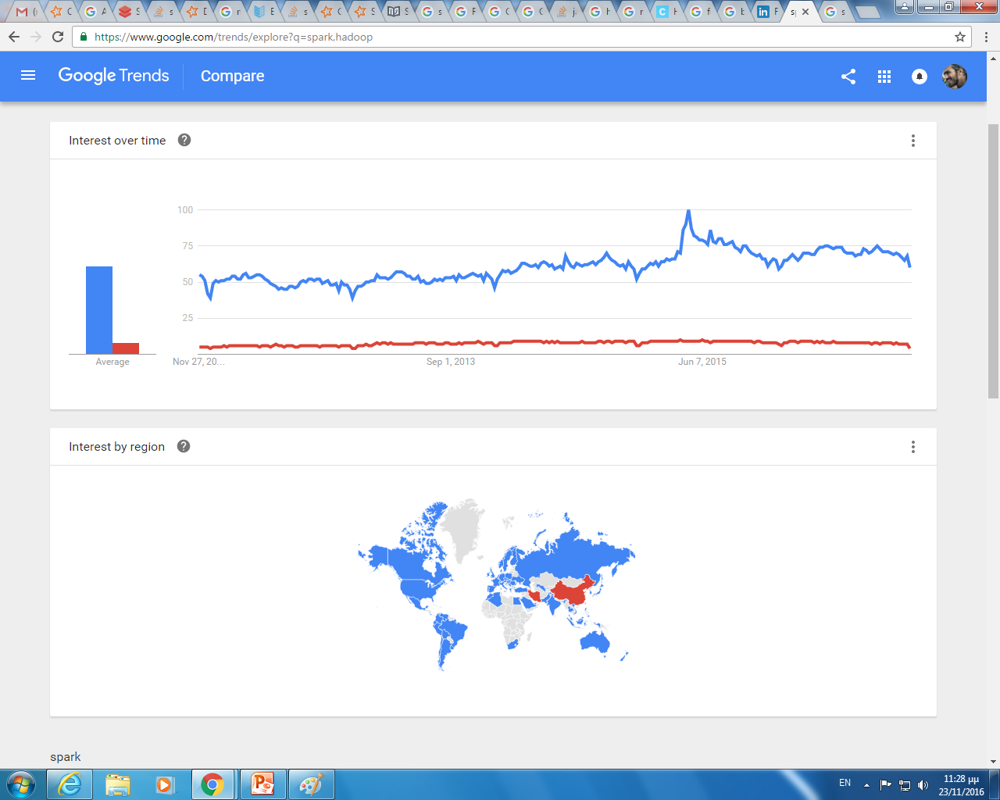 https://www.google.com/trends/explore?q=spark,hadoop
Google Trends
Compare
Interest over time
100
75
50
25
Average
Nov 27, 20...
Sep 1, 2013
Jun 7, 2015
Interest by region
spark
EN
11:28 μμ
23/11/2016